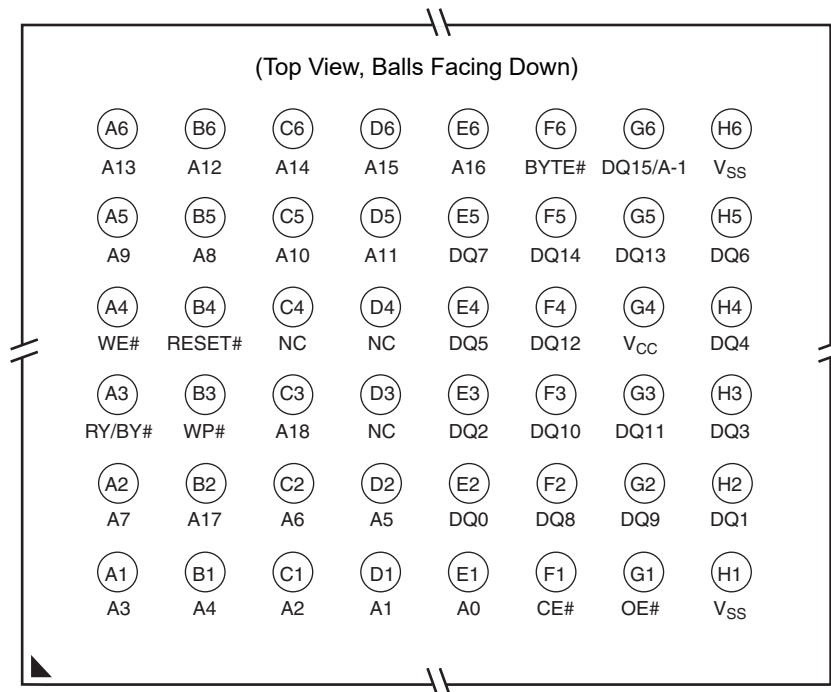 (Top View, Balls Facing Down)
A6 B6 C6 D6 E6 F6 G6 H6
A13 A12 A14 A15 A16 BYTE# DQ15/A-1 VSS
A5 B5 C5 D5 E5 F5 G5 H5
A9 A8 A10 A11 DQ7 DQ14 DQ13 DQ6
A4 B4 C4 D4 E4 F4 G4 H4
WE# RESET# NC NC DQ5 DQ12 VCC DQ4
A3 B3 C3 D3 E3 F3 G3 H3
RY/BY# WP# A18 NC DQ2 DQ10 DQ11 DQ3
A2 B2 C2 D2 E2 F2 G2 H2
A7 A17 A6 A5 DQ0 DQ8 DQ9 DQ1
A1 B1 C1 D1 E1 F1 G1 H1
A3 A4 A2 A1 A0 CE# OE# VSS